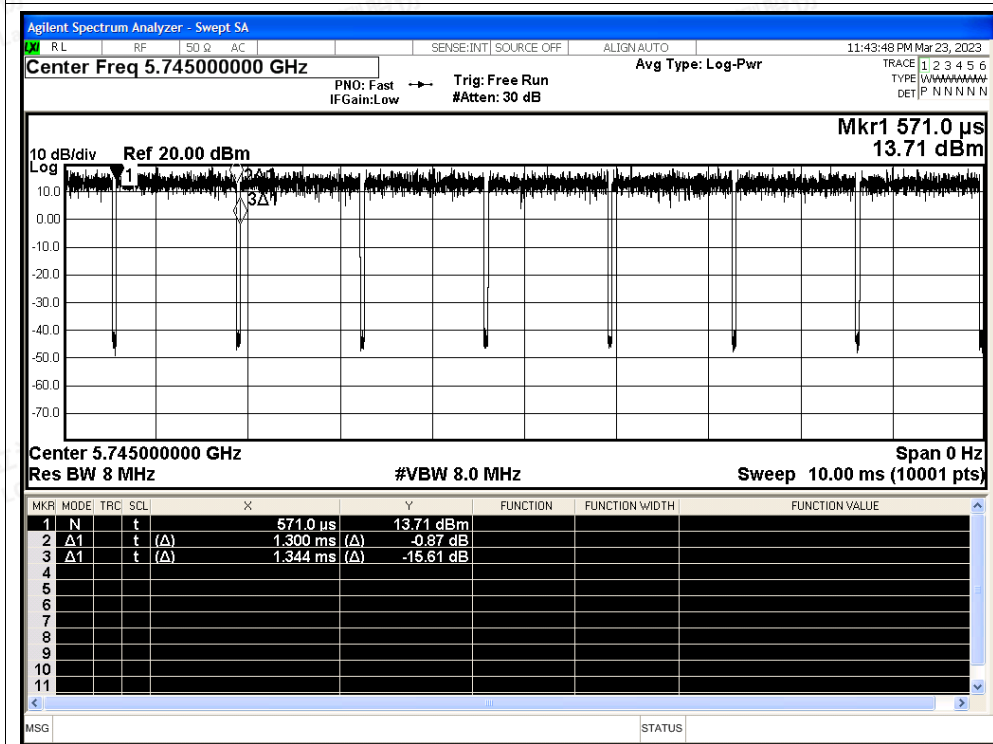 Agilent Spectrum Analyzer - Swept SA
LXI RL RF 50 Ω AC SENSE:INT SOURCE OFF ALIGN AUTO 11:43:48 PM Mar 23, 2023
Center Freq 5.745000000 GHz
PNO: Fast
IFGain:Low
Trig: Free Run
#Atten: 30 dB
Avg Type: Log-Pwr
TRACE 1 2 3 4 5 6
TYPE WWWWWW
DET P N N N N N
Mkr1 571.0 µs
13.71 dBm
10 dB/div Ref 20.00 dBm
Log
1
2Δ1
3Δ1
10.0
0.00
-10.0
-20.0
-30.0
-40.0
-50.0
-60.0
-70.0
Center 5.745000000 GHz Span 0 Hz
Res BW 8 MHz #VBW 8.0 MHz Sweep 10.00 ms (10001 pts)
MKR MODE TRC SCL X Y FUNCTION FUNCTION WIDTH FUNCTION VALUE
1 N t 571.0 µs 13.71 dBm
2 Δ1 t (Δ) 1.300 ms (Δ) -0.87 dB
3 Δ1 t (Δ) 1.344 ms (Δ) -15.61 dB
4
5
6
7
8
9
10
11
MSG STATUS